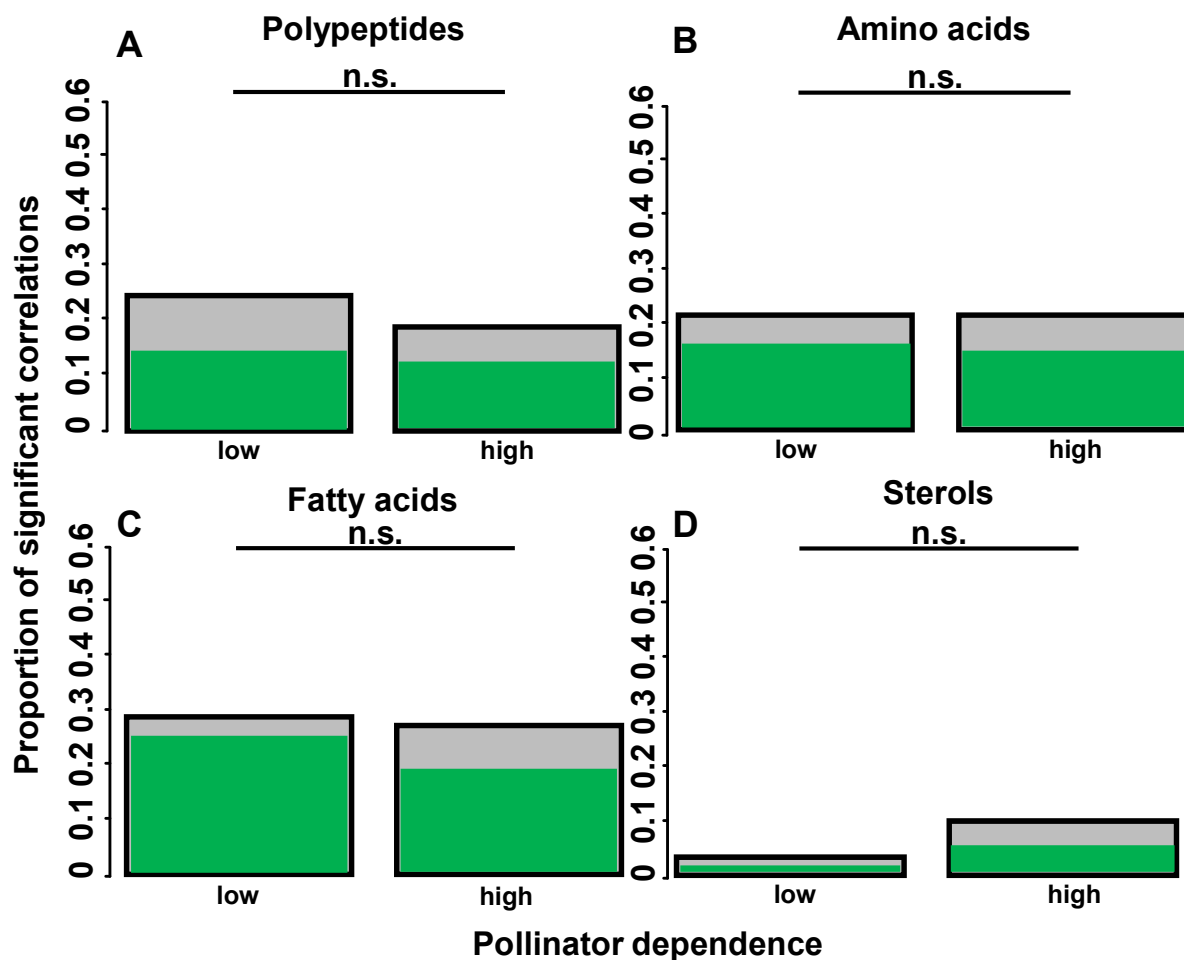 A
Polypeptides
n.s.
0 0.1 0.2 0.3 0.4 0.5 0.6
low high
B
Amino acids
n.s.
0 0.1 0.2 0.3 0.4 0.5 0.6
low high
C
Fatty acids
n.s.
0 0.1 0.2 0.3 0.4 0.5 0.6
low high
D
Sterols
n.s.
0 0.1 0.2 0.3 0.4 0.5 0.6
low high
Proportion of significant correlations
Pollinator dependence